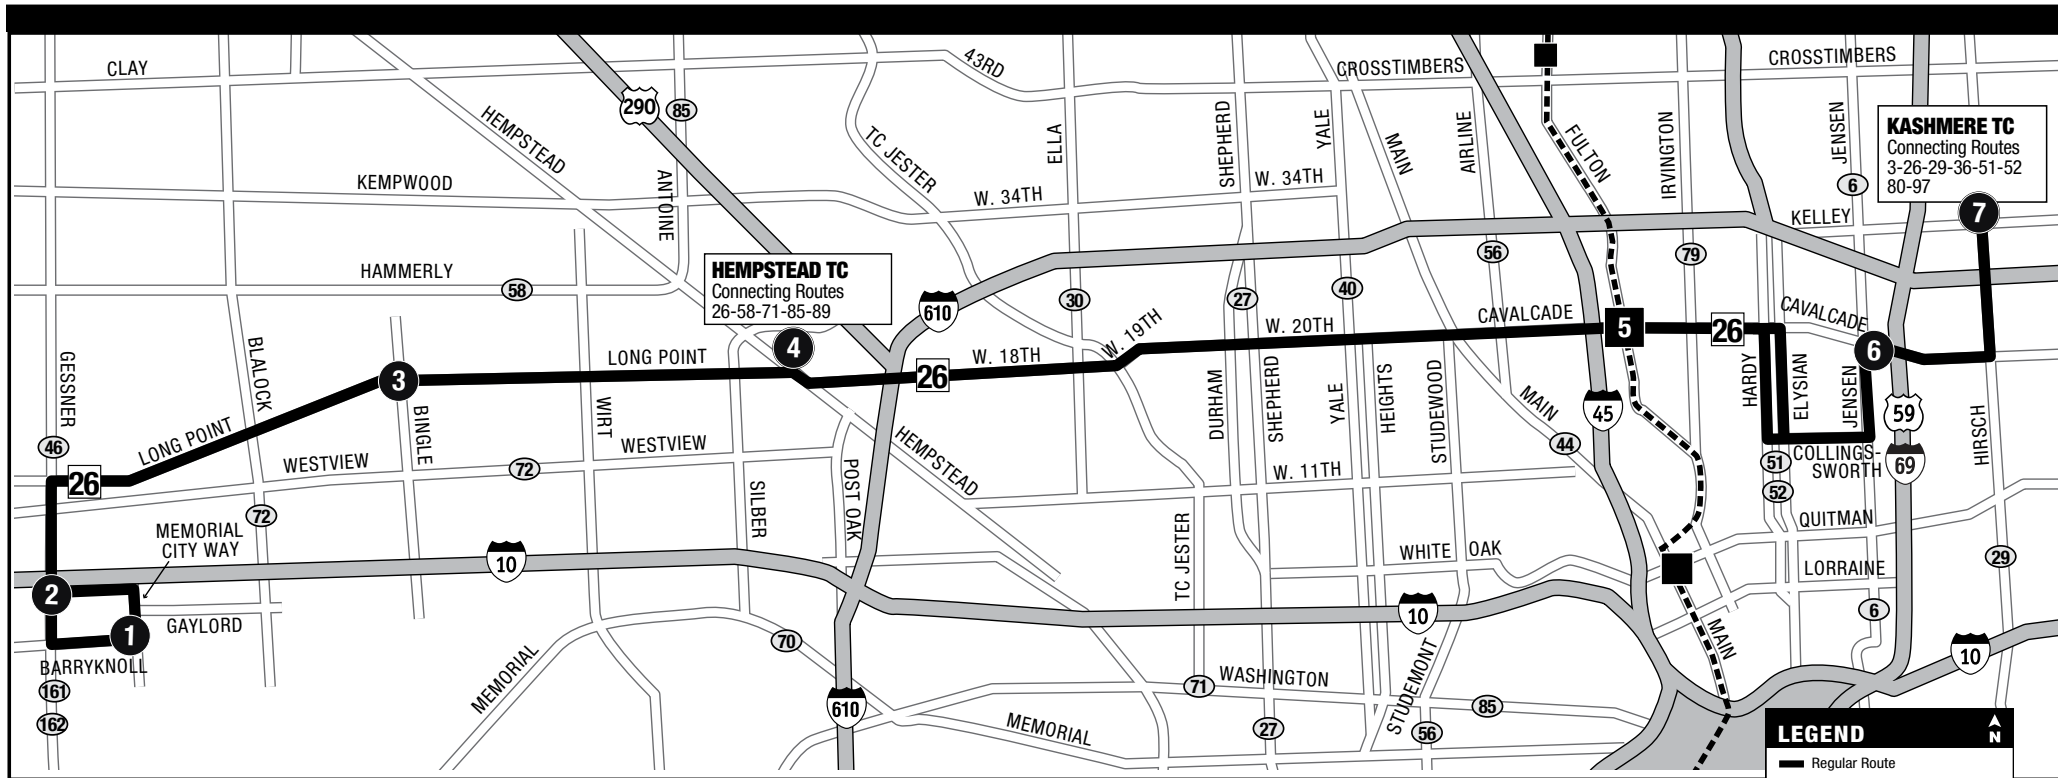 CLAY
43RD
CROSSTIMBERS
CROSSTIMBERS
290
85
HEMPSTEAD
TC JESTER
ELLA
SHEPHERD
YALE
MAIN
AIRLINE
FULTON
IRVINGTON
JENSEN
6
KASHMERE TC
Connecting Routes
3-26-29-36-51-52
80-97
7
KELLEY
KEMPWOOD
ANTOINE
W. 34TH
W. 34TH
HAMMERLY
58
HEMPSTEAD TC
Connecting Routes
26-58-71-85-89
4
610
30
27
40
56
79
CAVALCADE
5
26
CAVALCADE
6
W. 20TH
W. 19TH
W. 18TH
26
LONG POINT
3
GESSNER
BLALOCK
BINGLE
WIRT
46
26
LONG POINT
WESTVIEW
72
WESTVIEW
72
SILBER
POST OAK
HEMPSTEAD
DURHAM
SHEPHERD
YALE
HEIGHTS
STUDEWOOD
MAIN
44
45
HARDY
ELYSIAN
JENSEN
59
69
HIRSCH
COLLINGS-
SWORTH
51
52
W. 11TH
QUITMAN
LORRAINE
29
6
WHITE OAK
MEMORIAL
CITY WAY
10
2
1
GAYLORD
BARRYKNOLL
161
162
MEMORIAL
70
610
TC JESTER
71
WASHINGTON
MEMORIAL
27
10
STUDEMONT
56
85
MAIN
10
LEGEND
N
Regular Route